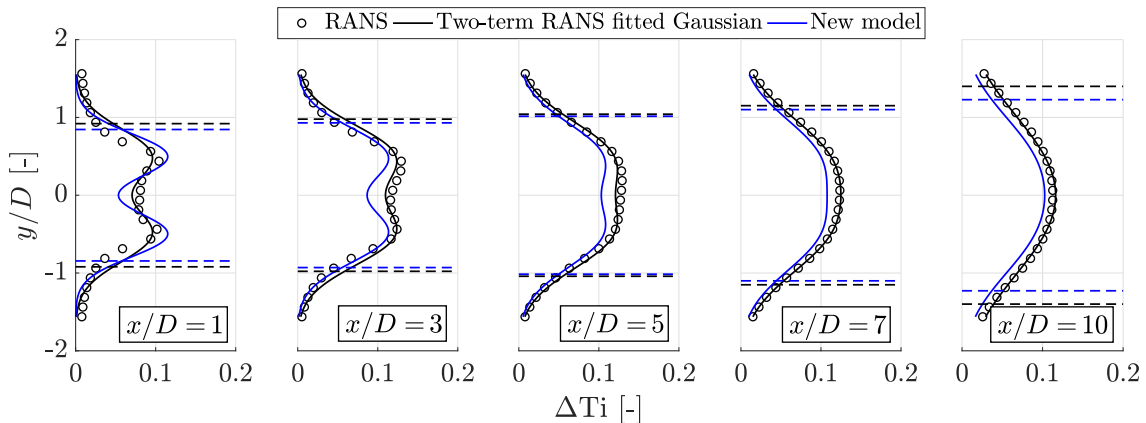 RANS Two-term RANS fitted Gaussian New model
2
1
0
-1
-2
y/D [-]
x/D = 1
x/D = 3
x/D = 5
x/D = 7
x/D = 10
0 0.1 0.2 0 0.1 0.2 0 0.1 0.2 0 0.1 0.2 0 0.1 0.2
ΔTi [-]